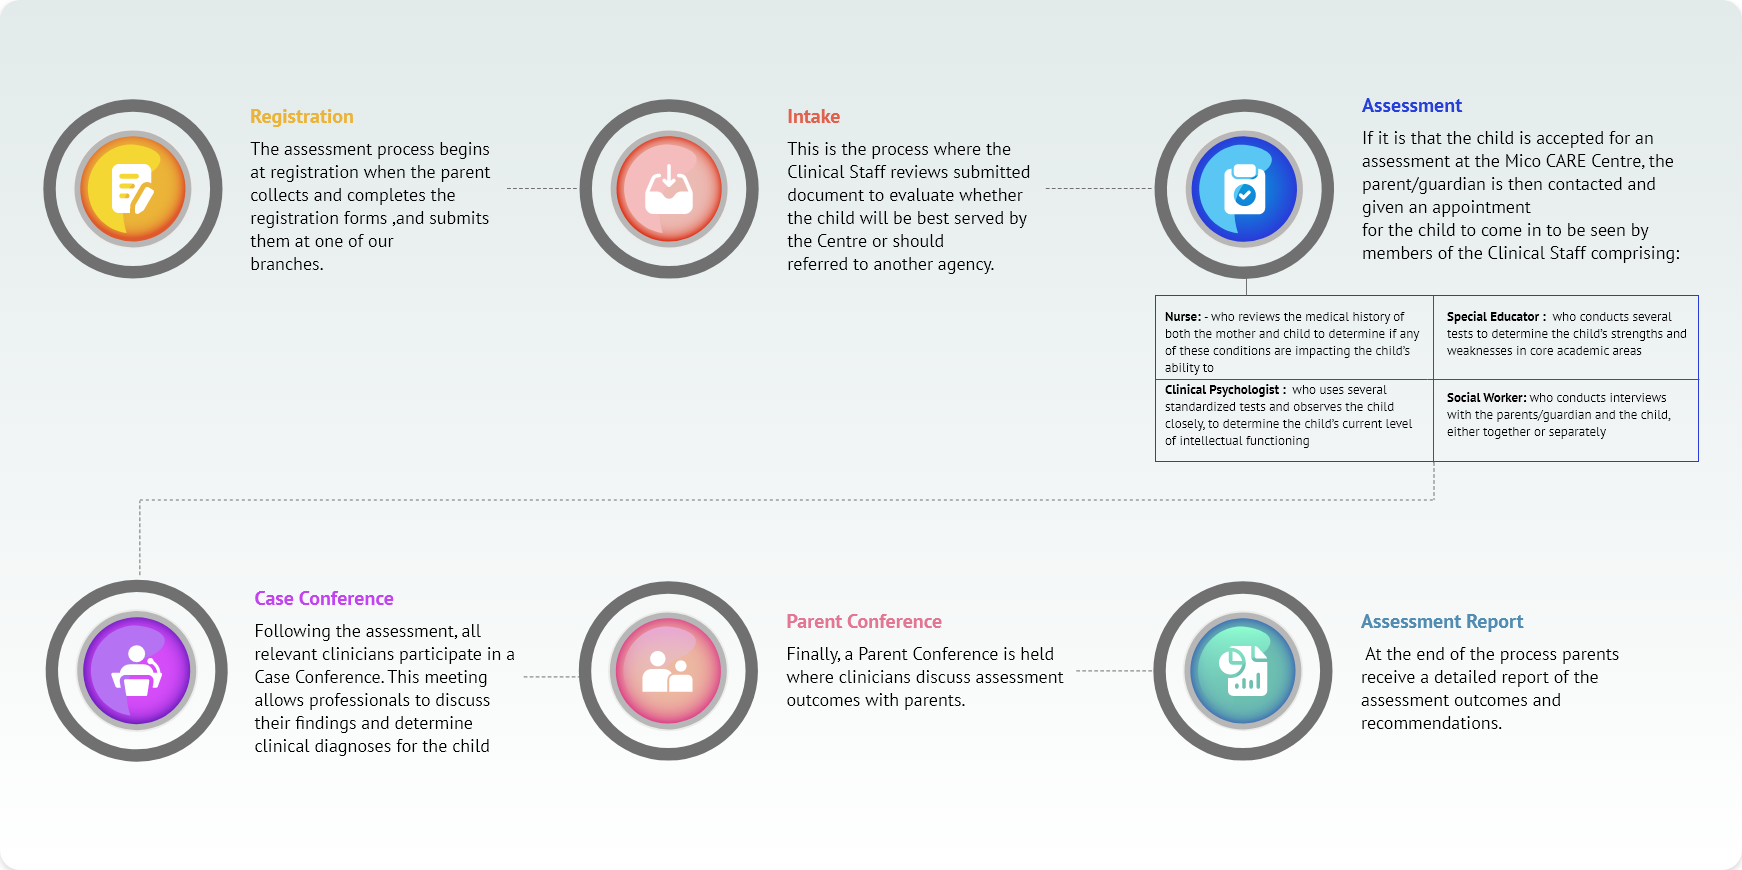 Registration
The assessment process begins
at registration when the parent
collects and completes the
registration forms ,and submits
them at one of our
branches.
Intake
This is the process where the
Clinical Staff reviews submitted
document to evaluate whether
the child will be best served by
the Centre or should
referred to another agency.
Assessment
If it is that the child is accepted for an
assessment at the Mico CARE Centre, the
parent/guardian is then contacted and
given an appointment
for the child to come in to be seen by
members of the Clinical Staff comprising:
Nurse: - who reviews the medical history of
both the mother and child to determine if any
of these conditions are impacting the child's
ability to
Special Educator :  who conducts several
tests to determine the child's strengths and
weaknesses in core academic areas
Clinical Psychologist :  who uses several
standardized tests and observes the child
closely, to determine the child's current level
of intellectual functioning
Social Worker: who conducts interviews
with the parents/guardian and the child,
either together or separately
Case Conference
Following the assessment, all
relevant clinicians participate in a
Case Conference. This meeting
allows professionals to discuss
their findings and determine
clinical diagnoses for the child
Parent Conference
Finally, a Parent Conference is held
where clinicians discuss assessment
outcomes with parents.
Assessment Report
At the end of the process parents
receive a detailed report of the
assessment outcomes and
recommendations.